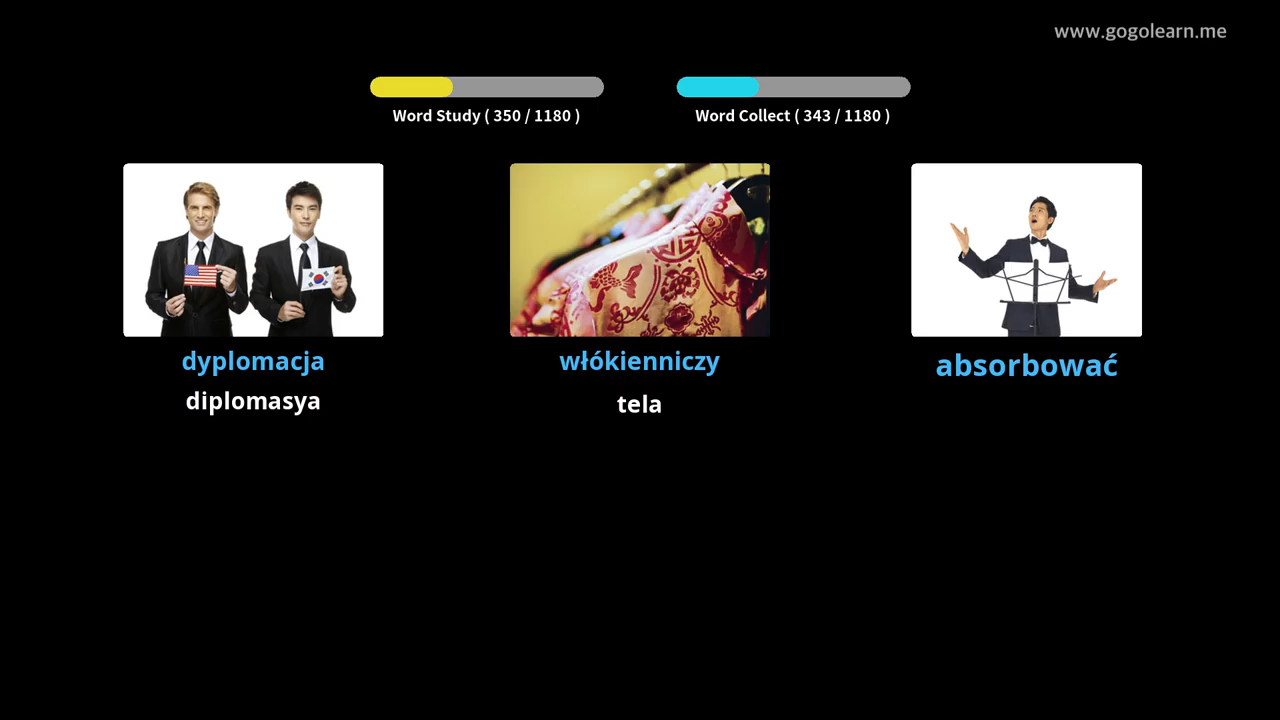 www.gogolearn.me
Word Study ( 350 / 1180 )
Word Collect ( 343 / 1180 )
dyplomacja
włókienniczy
absorbować
diplomasya
tela